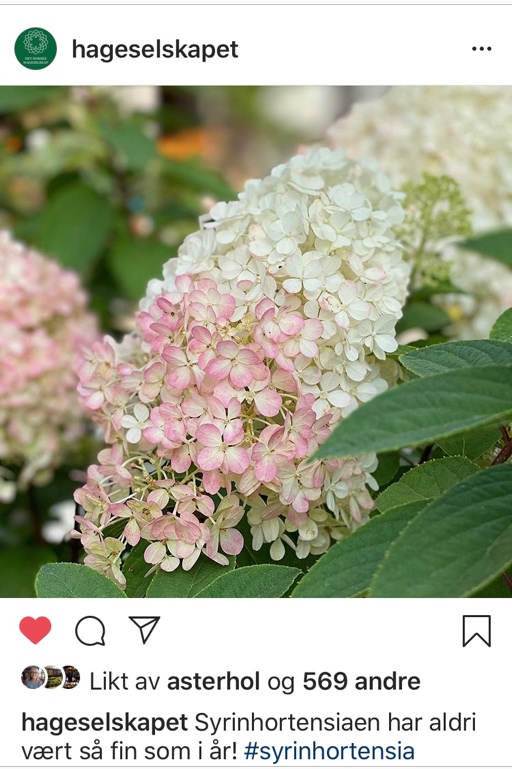 hageselskapet
Likt av asterhol og 569 andre
hageselskapet Syrinhortensiaen har aldri
vært så fin som i år! #syrinhortensia